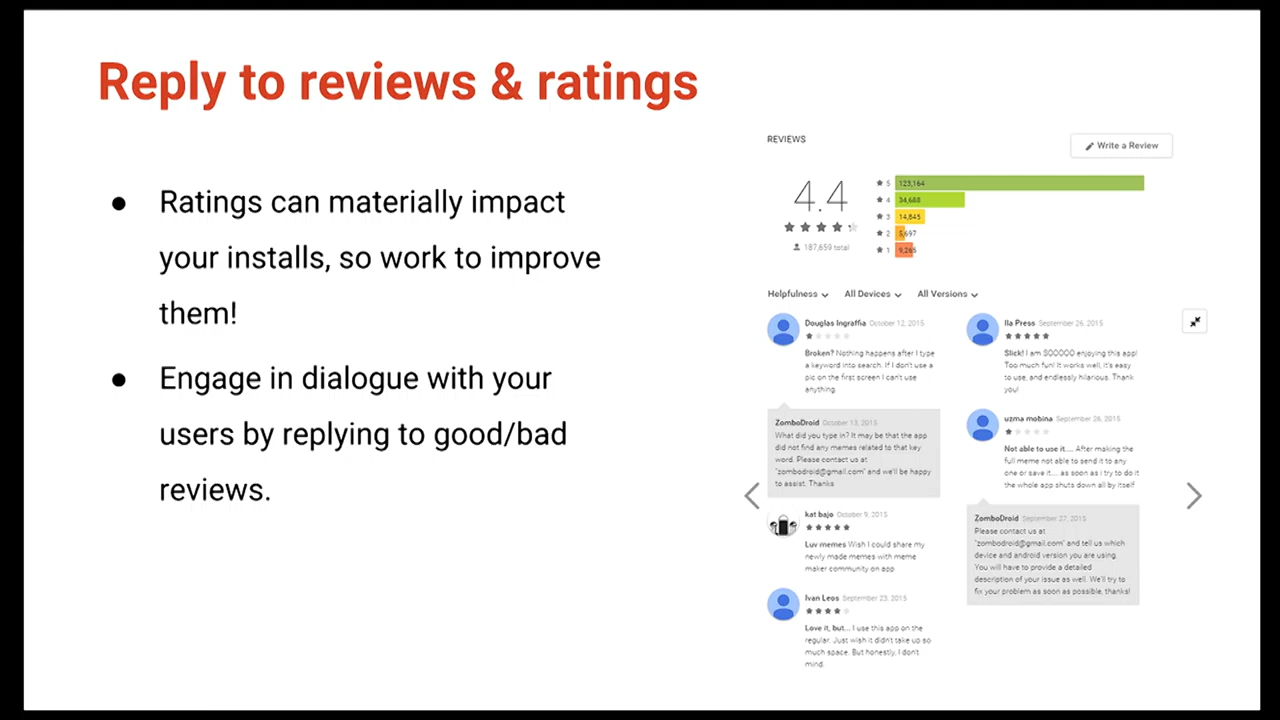 Reply to reviews & ratings
● Ratings can materially impact
your installs, so work to improve
them!
● Engage in dialogue with your
users by replying to good/bad
reviews.
REVIEWS
Write a Review
4.4
187,659 total
5 123,164
4 34,688
3 14,845
2 5,697
1 9,265
Helpfulness All Devices All Versions
Douglas Ingraffia October 12, 2015
Broken? Nothing happens after I type
a keyword into search. If I don't use a
pic on the first screen I can't use
anything.
ZomboDroid October 13, 2015
What did you type in? It may be that the app
did not find any memes related to that key
word. Please contact us at
"zombodroid@gmail.com" and we'll be happy
to assist. Thanks
kat bajo October 9, 2015
Luv memes Wish I could share my
newly made memes with meme
maker community on app
Ivan Leos September 23, 2015
Love it, but... I use this app on the
regular. Just wish it didn't take up so
much space. But honestly, I don't
mind.
Ila Press September 26, 2015
Slick! I am SOOOOO enjoying this app!
Too much fun! It works well, it's easy
to use, and endlessly hilarious. Thank
you!
uzma mobina September 26, 2015
Not able to use it.... After making the
full meme not able to send it to any
one or save it.... as soon as i try to do it
the whole app shuts down all by itself
ZomboDroid September 27, 2015
Please contact us at
"zombodroid@gmail.com" and tell us which
device and android version you are using.
You will have to provide a detailed
description of your issue as well. We'll try to
fix your problem as soon as possible, thanks!